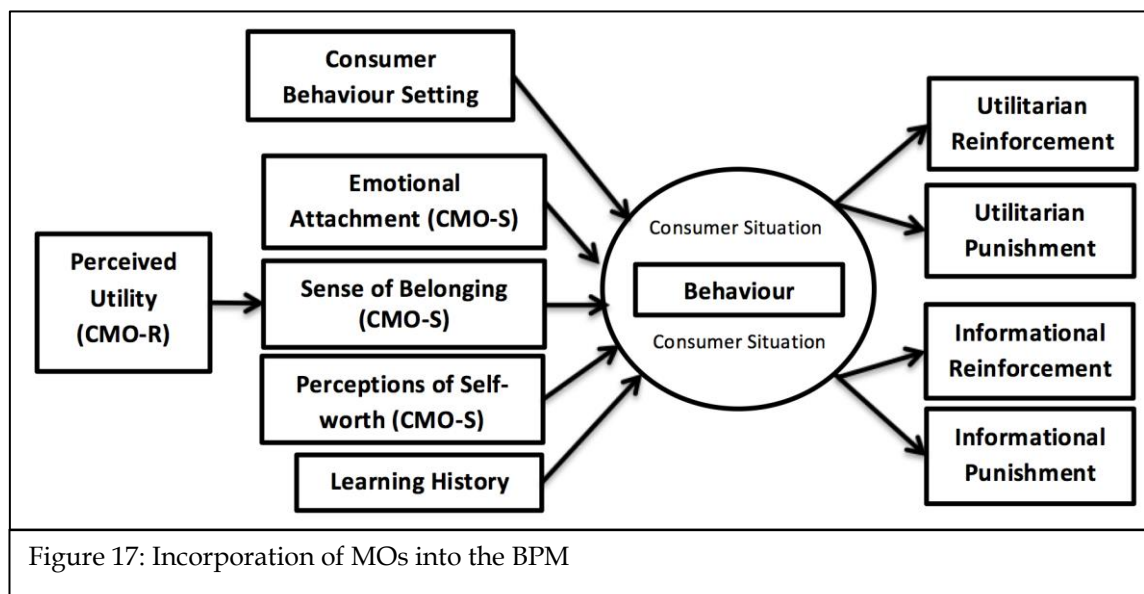 Consumer
Behaviour Setting
Emotional
Attachment (CMO-S)
Perceived
Utility
(CMO-R)
Sense of Belonging
(CMO-S)
Perceptions of Self-
worth (CMO-S)
Learning History
Consumer Situation
Behaviour
Consumer Situation
Utilitarian
Reinforcement
Utilitarian
Punishment
Informational
Reinforcement
Informational
Punishment
Figure 17: Incorporation of MOs into the BPM